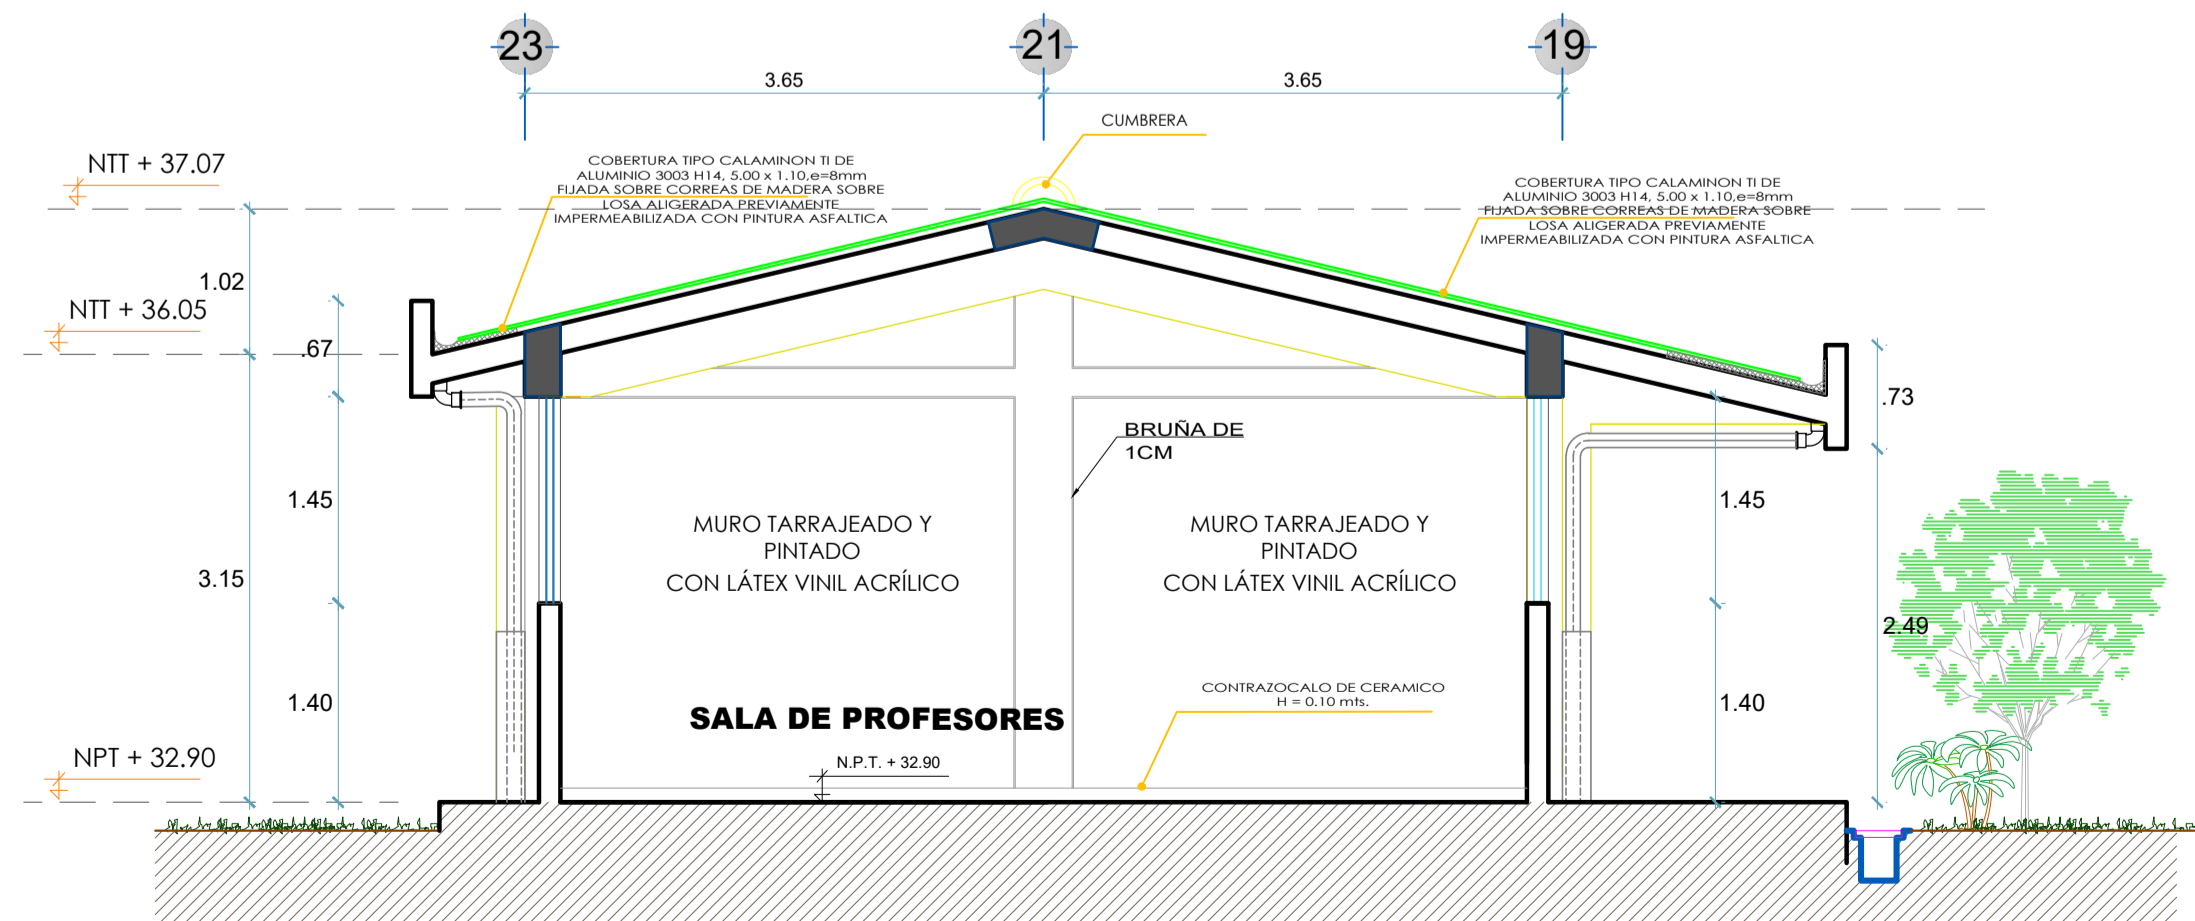 23
21
19
3.65
3.65
CUMBRERA
NTT + 37.07
COBERTURA TIPO CALAMINON TI DE
ALUMINIO 3003 H14, 5.00 x 1.10,e=8mm
FIJADA SOBRE CORREAS DE MADERA SOBRE
LOSA ALIGERADA PREVIAMENTE
IMPERMEABILIZADA CON PINTURA ASFALTICA
COBERTURA TIPO CALAMINON TI DE
ALUMINIO 3003 H14, 5.00 x 1.10,e=8mm
FIJADA SOBRE CORREAS DE MADERA SOBRE
LOSA ALIGERADA PREVIAMENTE
IMPERMEABILIZADA CON PINTURA ASFALTICA
1.02
NTT + 36.05
.67
.73
BRUÑA DE
1CM
1.45
1.45
MURO TARRAJEADO Y
PINTADO
CON LÁTEX VINIL ACRÍLICO
MURO TARRAJEADO Y
PINTADO
CON LÁTEX VINIL ACRÍLICO
3.15
2.49
1.40
1.40
CONTRAZOCALO DE CERAMICO
H = 0.10 mts.
SALA DE PROFESORES
NPT + 32.90
N.P.T. + 32.90